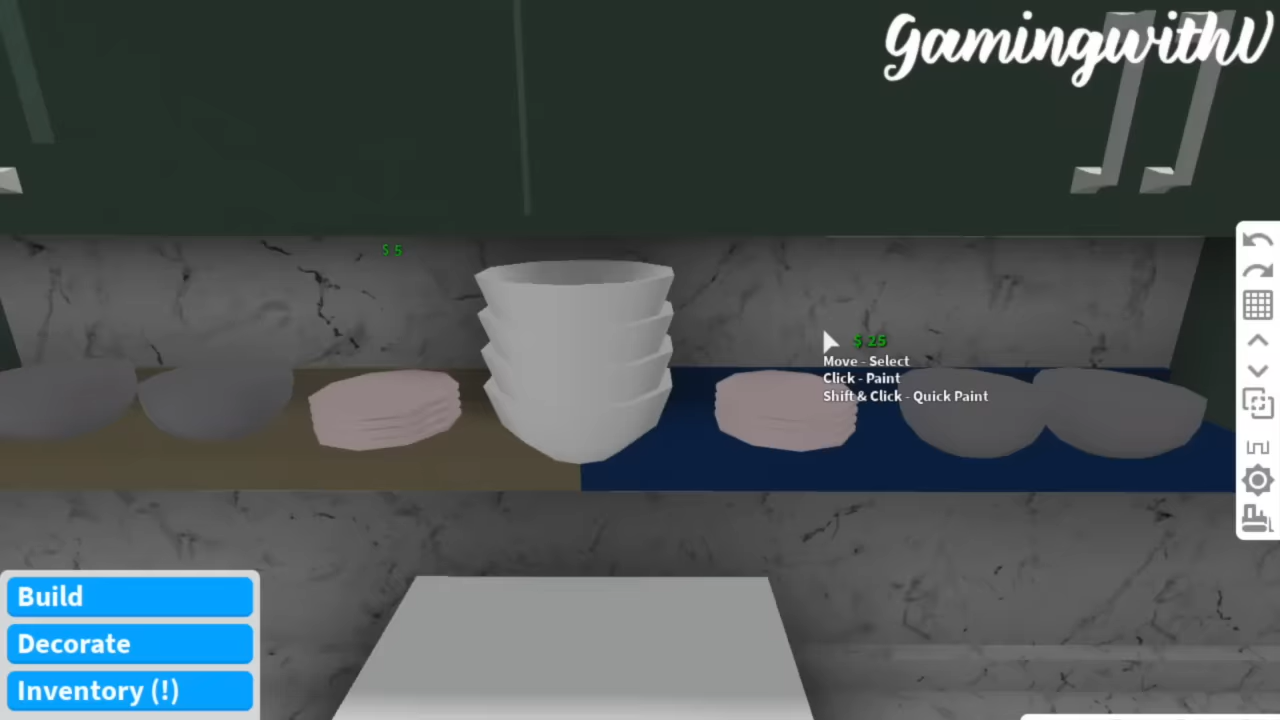 GamingwithV
$ 5
$ 25
Move - Select
Click - Paint
Shift & Click - Quick Paint
Build
Decorate
Inventory (!)